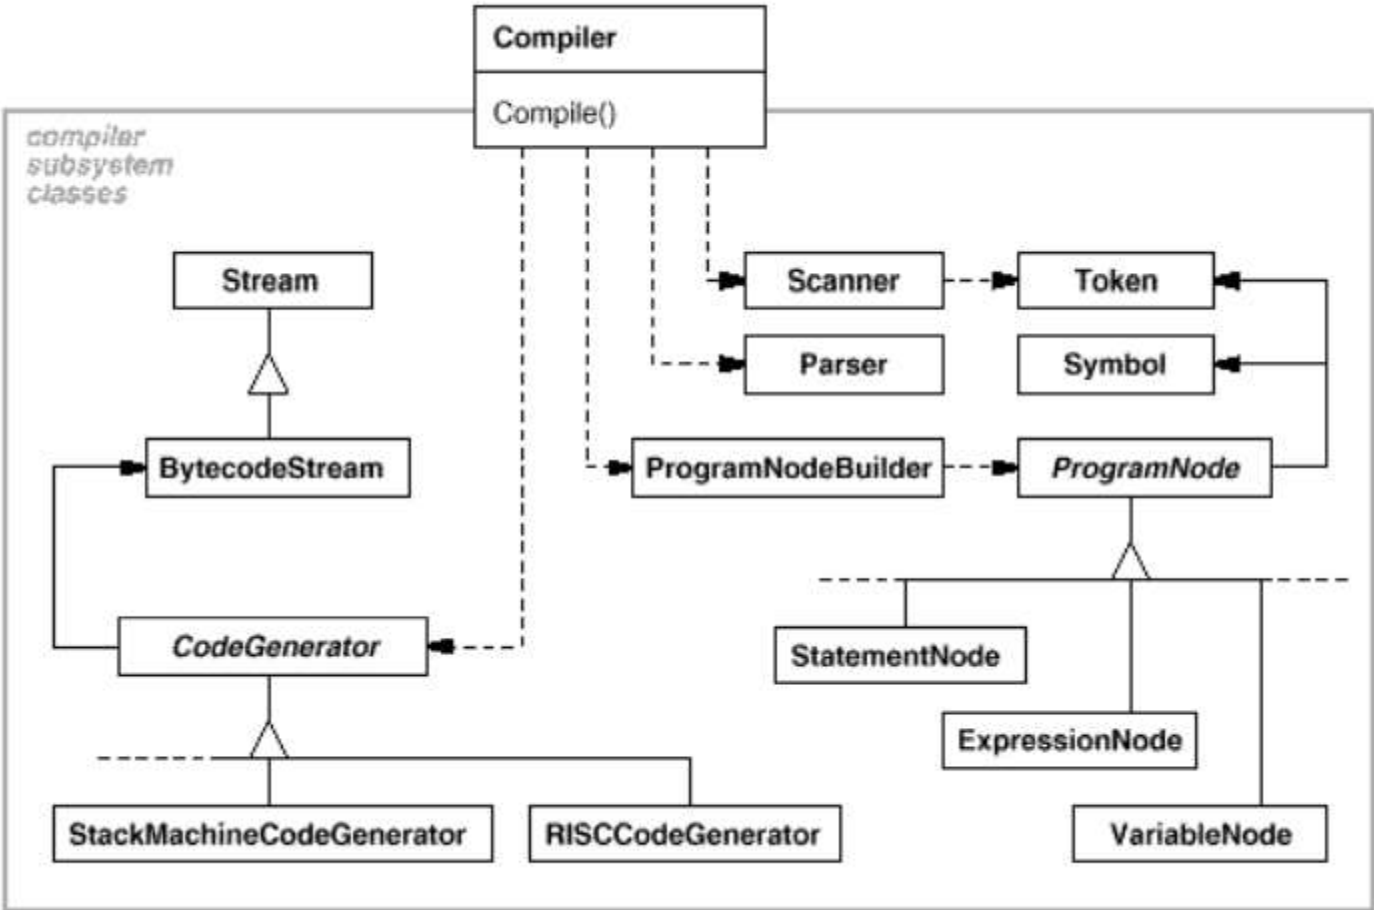 Compiler
Compile()
compiler
subsystem
classes
Stream
Scanner
Token
Parser
Symbol
BytecodeStream
ProgramNodeBuilder
ProgramNode
CodeGenerator
StatementNode
ExpressionNode
StackMachineCodeGenerator
RISCCodeGenerator
VariableNode